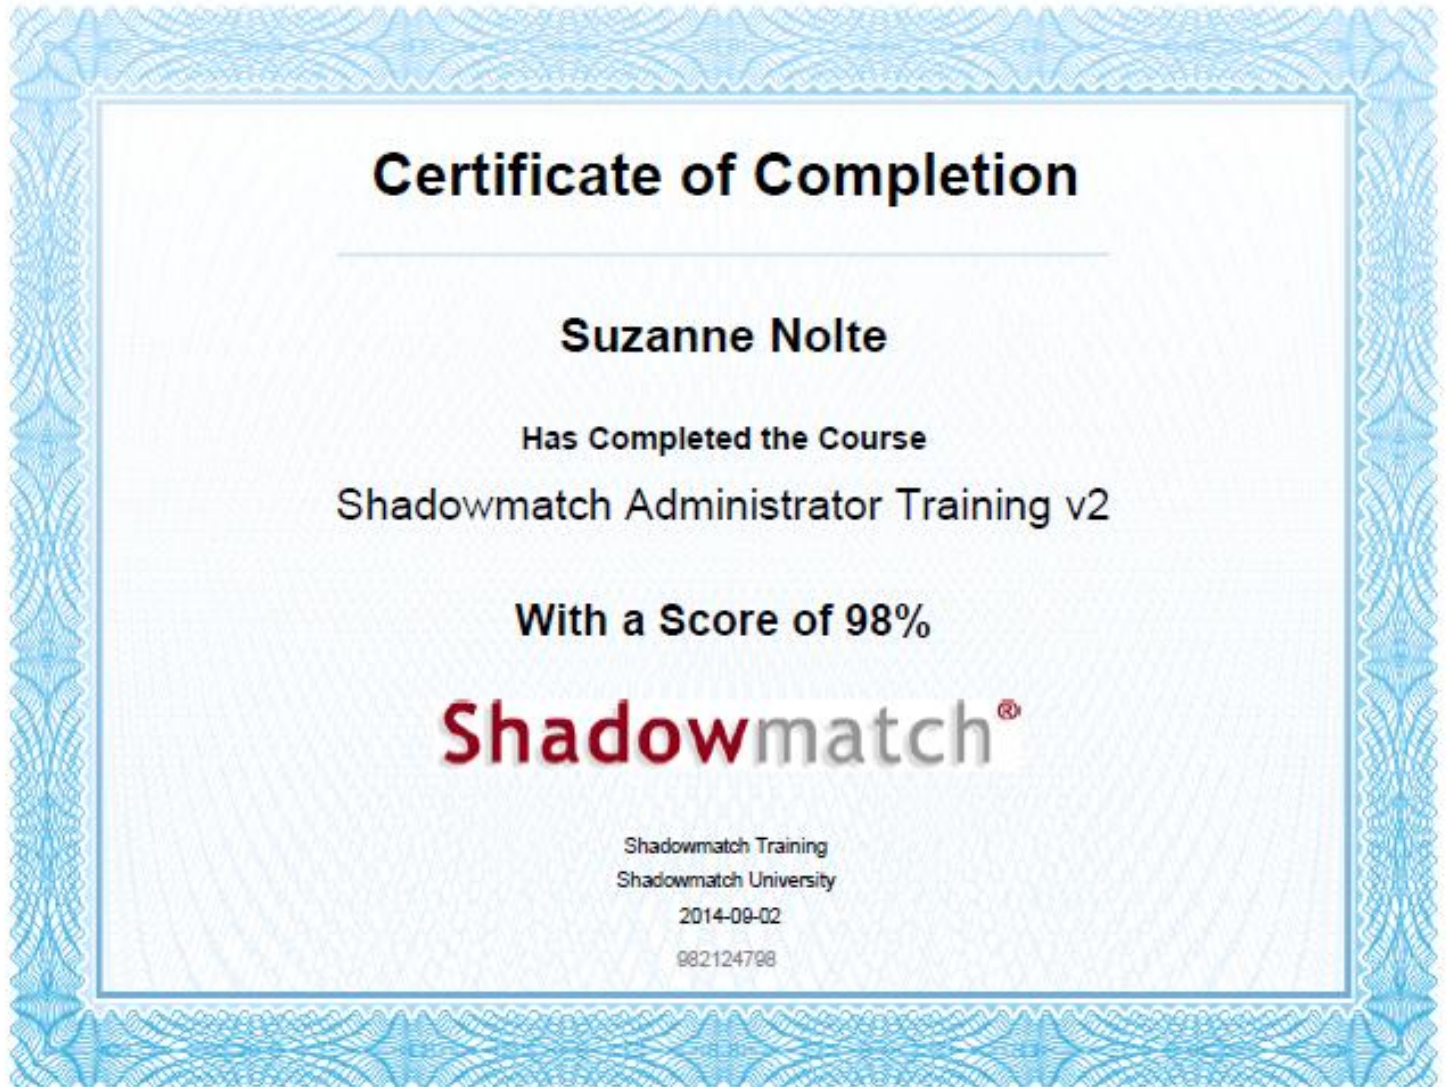 Certificate of Completion
Suzanne Nolte
Has Completed the Course
Shadowmatch Administrator Training v2
With a Score of 98%
Shadowmatch®
Shadowmatch Training
Shadowmatch University
2014-09-02
982124798